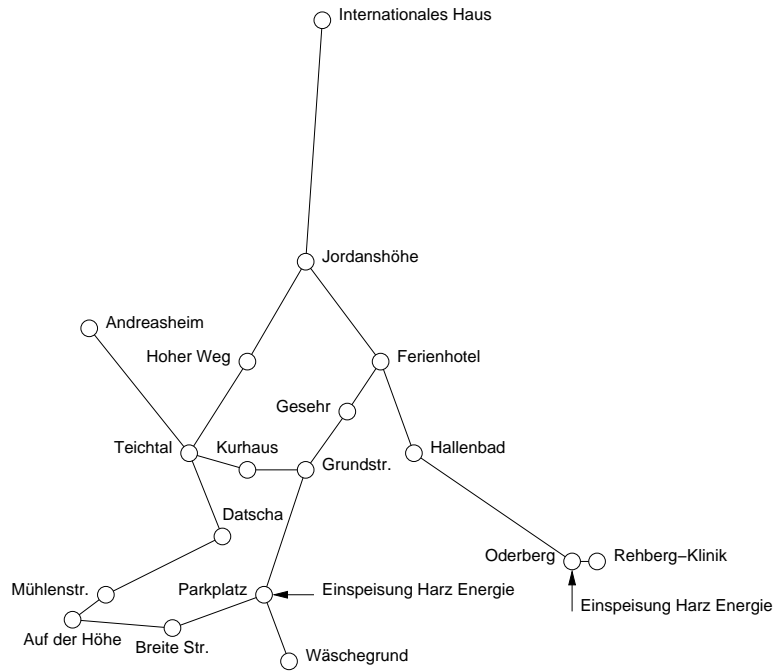 Internationales Haus
Jordanshöhe
Andreasheim
Hoher Weg
Ferienhotel
Gesehr
Teichtal
Kurhaus
Hallenbad
Grundstr.
Datscha
Oderberg
Rehberg–Klinik
Mühlenstr.
Parkplatz
Einspeisung Harz Energie
Einspeisung Harz Energie
Auf der Höhe
Breite Str.
Wäschegrund